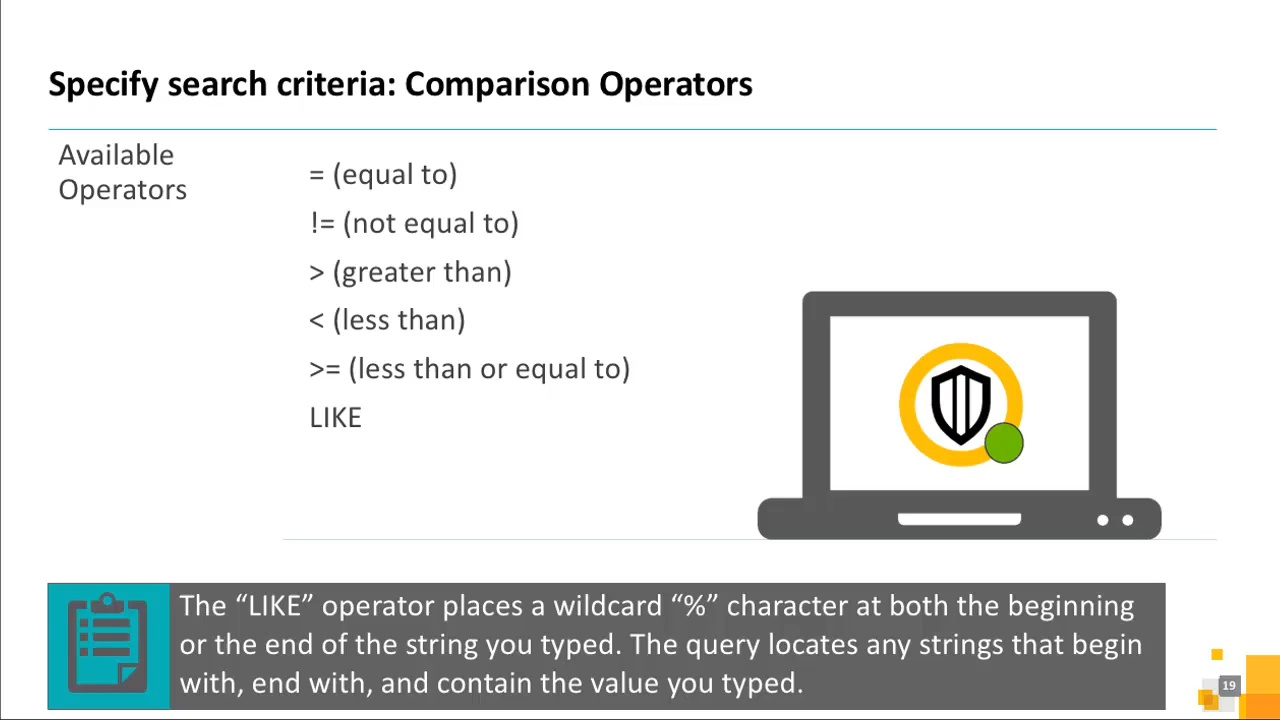 Specify search criteria: Comparison Operators
Available
Operators
= (equal to)
!= (not equal to)
> (greater than)
< (less than)
>= (less than or equal to)
LIKE
The “LIKE” operator places a wildcard “%” character at both the beginning
or the end of the string you typed. The query locates any strings that begin
with, end with, and contain the value you typed.
19